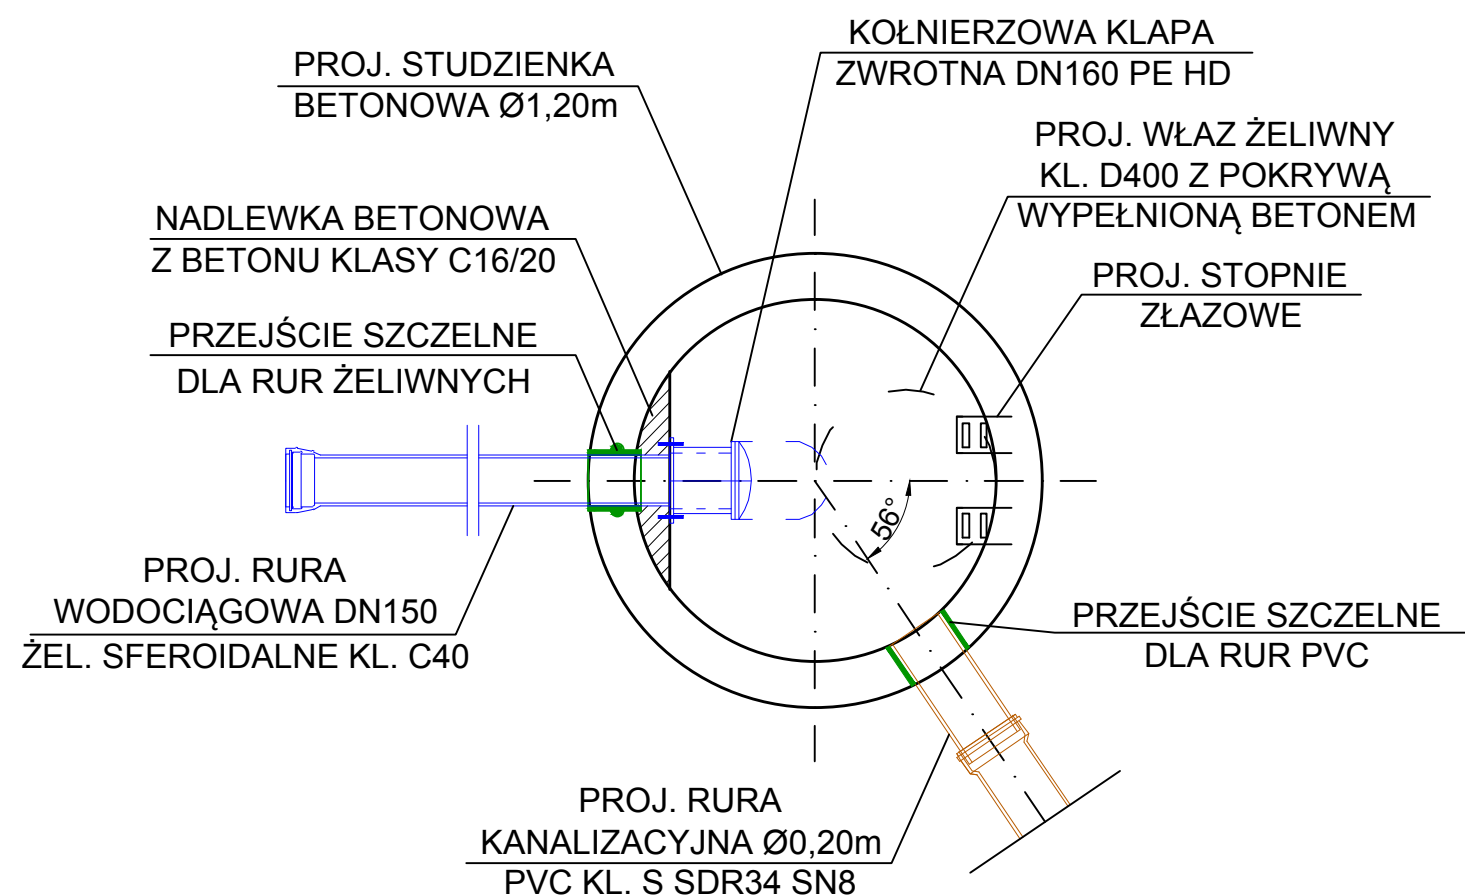 KOŁNIERZOWA KLAPA
ZWROTNA DN160 PE HD
PROJ. STUDZIENKA
BETONOWA Ø1,20m
PROJ. WŁAZ ŻELIWNY
KL. D400 Z POKRYWĄ
WYPEŁNIONĄ BETONEM
NADLEWKA BETONOWA
Z BETONU KLASY C16/20
PROJ. STOPNIE
ZŁAZOWE
PRZEJŚCIE SZCZELNE
DLA RUR ŻELIWNYCH
56°
PROJ. RURA
WODOCIĄGOWA DN150
ŻEL. SFEROIDALNE KL. C40
PRZEJŚCIE SZCZELNE
DLA RUR PVC
PROJ. RURA
KANALIZACYJNA Ø0,20m
PVC KL. S SDR34 SN8